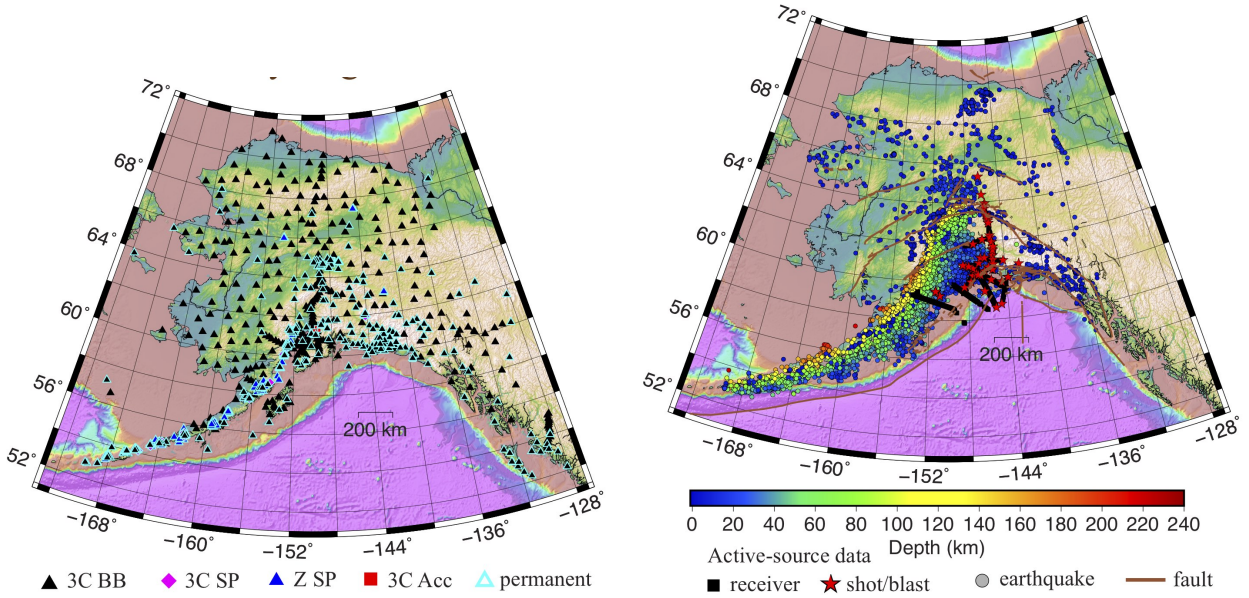 72°
68°
64°
60°
56°
52°
200 km
−168°
−160°
−152°
−144°
−136°
−128°
3C BB
3C SP
Z SP
3C Acc
permanent
72°
68°
64°
60°
56°
52°
200 km
−168°
−160°
−152°
−144°
−136°
−128°
0 20 40 60 80 100 120 140 160 180 200 220 240
Depth (km)
Active-source data
receiver
shot/blast
earthquake
fault